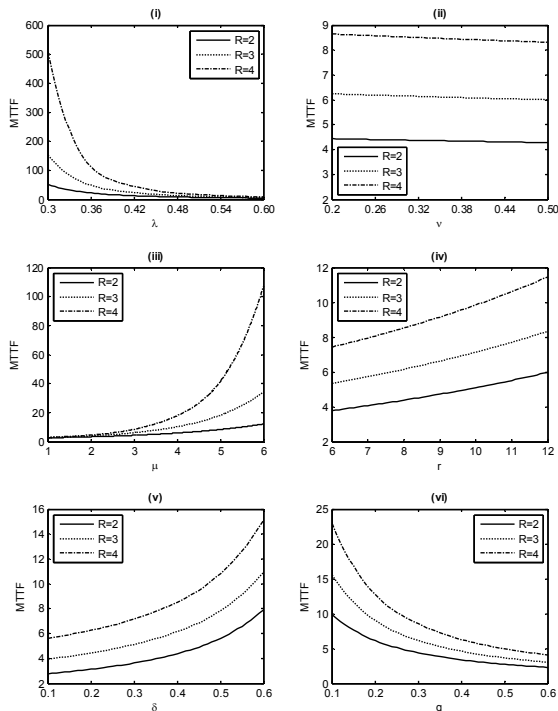 (i)
600
500
400
300
200
100
0
MTTF
R=2
R=3
R=4
0.3 0.36 0.42 0.48 0.54 0.60
λ
(ii)
9
8
7
6
5
4
3
2
MTTF
R=2
R=3
R=4
0.2 0.26 0.32 0.38 0.44 0.50
ν
(iii)
120
100
80
60
40
20
0
MTTF
R=2
R=3
R=4
1 2 3 4 5 6
μ
(iv)
12
10
8
6
4
2
MTTF
R=2
R=3
R=4
6 7 8 9 10 11 12
r
(v)
16
14
12
10
8
6
4
2
MTTF
R=2
R=3
R=4
0.1 0.2 0.3 0.4 0.5 0.6
δ
(vi)
25
20
15
10
5
0
MTTF
R=2
R=3
R=4
0.1 0.2 0.3 0.4 0.5 0.6